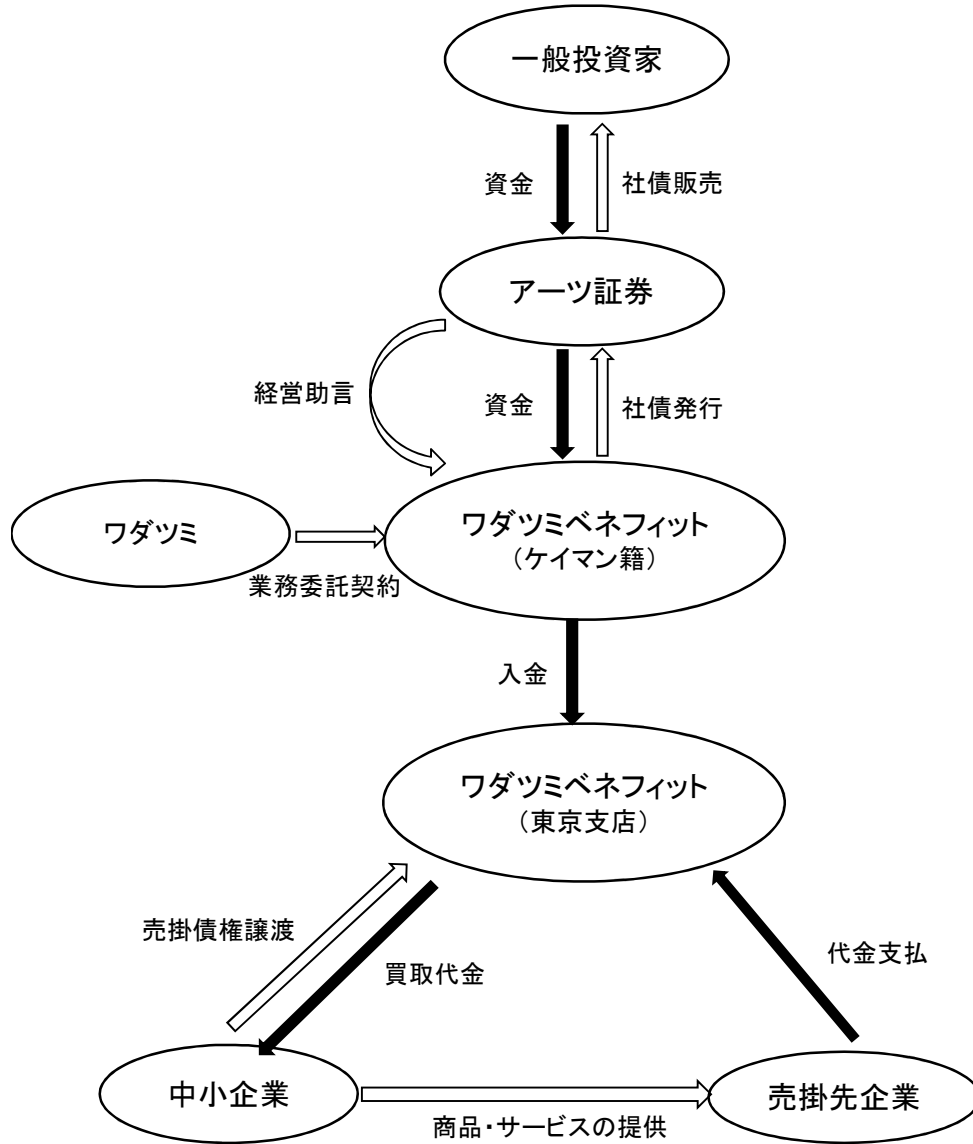 一般投資家
資金
社債販売
アーツ証券
経営助言
資金
社債発行
ワダツミ
ワダツミベネフィット
（ケイマン籍）
業務委託契約
入金
ワダツミベネフィット
（東京支店）
売掛債権譲渡
買取代金
代金支払
中小企業
売掛先企業
商品・サービスの提供